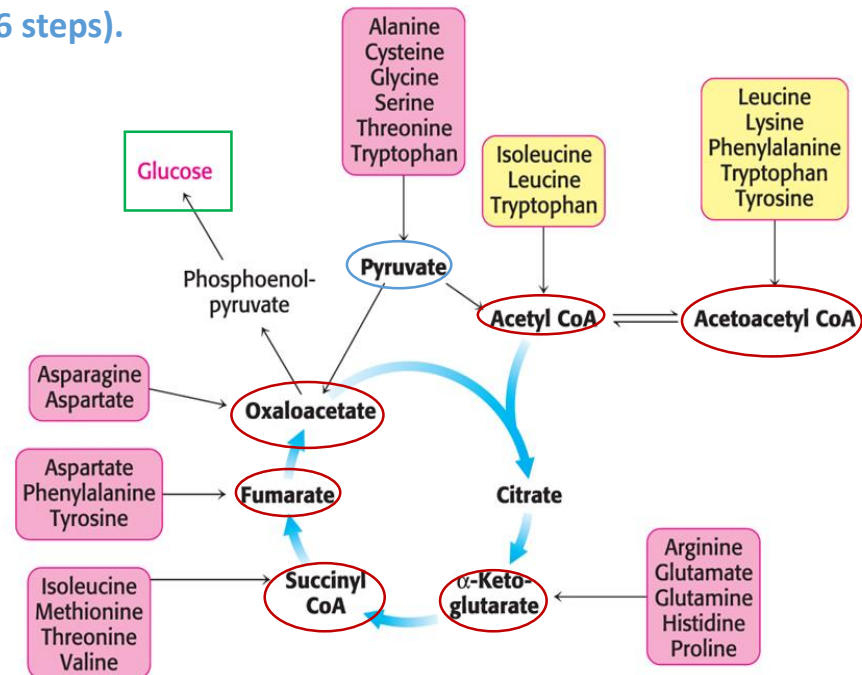 6 steps).
Alanine
Cysteine
Glycine
Serine
Threonine
Tryptophan
Leucine
Lysine
Phenylalanine
Tryptophan
Tyrosine
Isoleucine
Leucine
Tryptophan
Glucose
Pyruvate
Phosphoenol-
pyruvate
Acetyl CoA
Acetoacetyl CoA
Asparagine
Aspartate
Oxaloacetate
Aspartate
Phenylalanine
Tyrosine
Fumarate
Citrate
Isoleucine
Methionine
Threonine
Valine
Succinyl
CoA
α-Keto-
glutarate
Arginine
Glutamate
Glutamine
Histidine
Proline